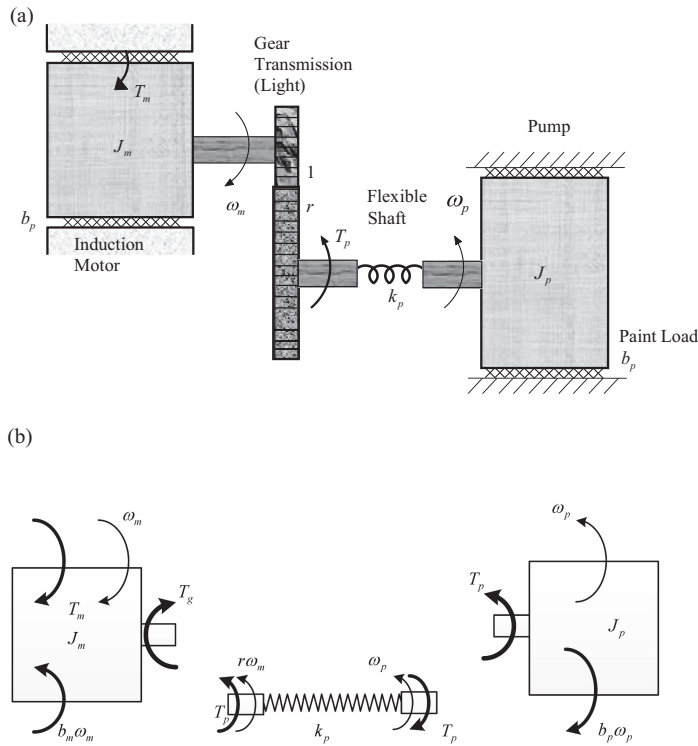 (a)
Gear
Transmission
(Light)
T_m
J_m
Pump
1
r
Flexible
Shaft
ω_m
ω_p
T_p
b_p
Induction
Motor
k_p
J_p
Paint Load
b_p
(b)
ω_m
ω_p
T_g
T_p
T_m
J_m
J_p
rω_m
ω_p
T_p
k_p
T_p
b_mω_m
b_pω_p